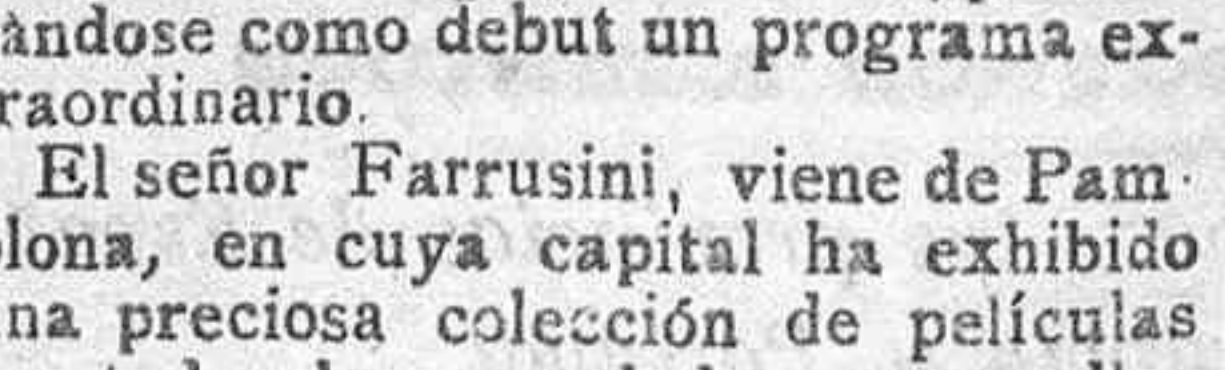 àndose como debut un programa ex-
raordinario.
El señor Farrusini, viene de Pam-
lona, en cuya capital ha exhibido
na preciosa colección de películas